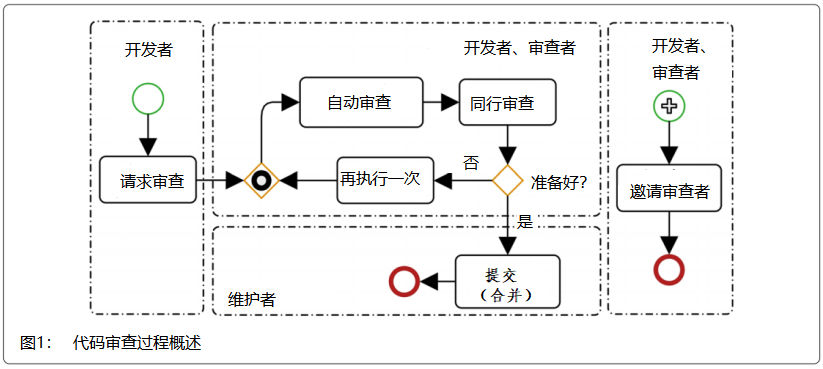 开发者
请求审查
开发者、审查者
自动审查
同行审查
再执行一次
否
准备好?
是
提交
（合并）
维护者
开发者、
审查者
邀请审查者
图1： 代码审查过程概述